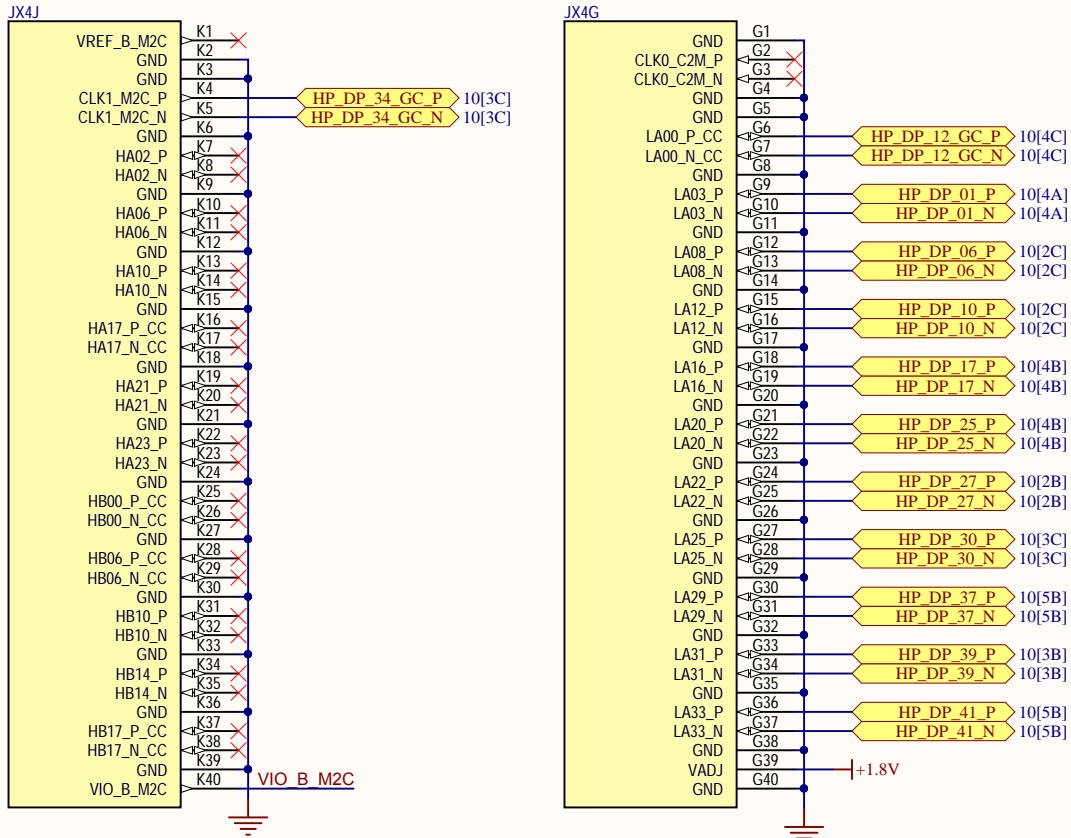 JX4J
VREF_B_M2C K1
GND K2
GND K3
CLK1_M2C_P K4 HP_DP_34_GC_P 10[3C]
CLK1_M2C_N K5 HP_DP_34_GC_N 10[3C]
GND K6
HA02_P K7
HA02_N K8
GND K9
HA06_P K10
HA06_N K11
GND K12
HA10_P K13
HA10_N K14
GND K15
HA17_P_CC K16
HA17_N_CC K17
GND K18
HA21_P K19
HA21_N K20
GND K21
HA23_P K22
HA23_N K23
GND K24
HB00_P_CC K25
HB00_N_CC K26
GND K27
HB06_P_CC K28
HB06_N_CC K29
GND K30
HB10_P K31
HB10_N K32
GND K33
HB14_P K34
HB14_N K35
GND K36
HB17_P_CC K37
HB17_N_CC K38
GND K39
VIO_B_M2C K40 VIO_B_M2C
JX4G
GND G1
CLK0_C2M_P G2
CLK0_C2M_N G3
GND G4
GND G5
LA00_P_CC G6 HP_DP_12_GC_P 10[4C]
LA00_N_CC G7 HP_DP_12_GC_N 10[4C]
GND G8
LA03_P G9 HP_DP_01_P 10[4A]
LA03_N G10 HP_DP_01_N 10[4A]
GND G11
LA08_P G12 HP_DP_06_P 10[2C]
LA08_N G13 HP_DP_06_N 10[2C]
GND G14
LA12_P G15 HP_DP_10_P 10[2C]
LA12_N G16 HP_DP_10_N 10[2C]
GND G17
LA16_P G18 HP_DP_17_P 10[4B]
LA16_N G19 HP_DP_17_N 10[4B]
GND G20
LA20_P G21 HP_DP_25_P 10[4B]
LA20_N G22 HP_DP_25_N 10[4B]
GND G23
LA22_P G24 HP_DP_27_P 10[2B]
LA22_N G25 HP_DP_27_N 10[2B]
GND G26
LA25_P G27 HP_DP_30_P 10[3C]
LA25_N G28 HP_DP_30_N 10[3C]
GND G29
LA29_P G30 HP_DP_37_P 10[5B]
LA29_N G31 HP_DP_37_N 10[5B]
GND G32
LA31_P G33 HP_DP_39_P 10[3B]
LA31_N G34 HP_DP_39_N 10[3B]
GND G35
LA33_P G36 HP_DP_41_P 10[5B]
LA33_N G37 HP_DP_41_N 10[5B]
GND G38
VADJ G39 +1.8V
GND G40